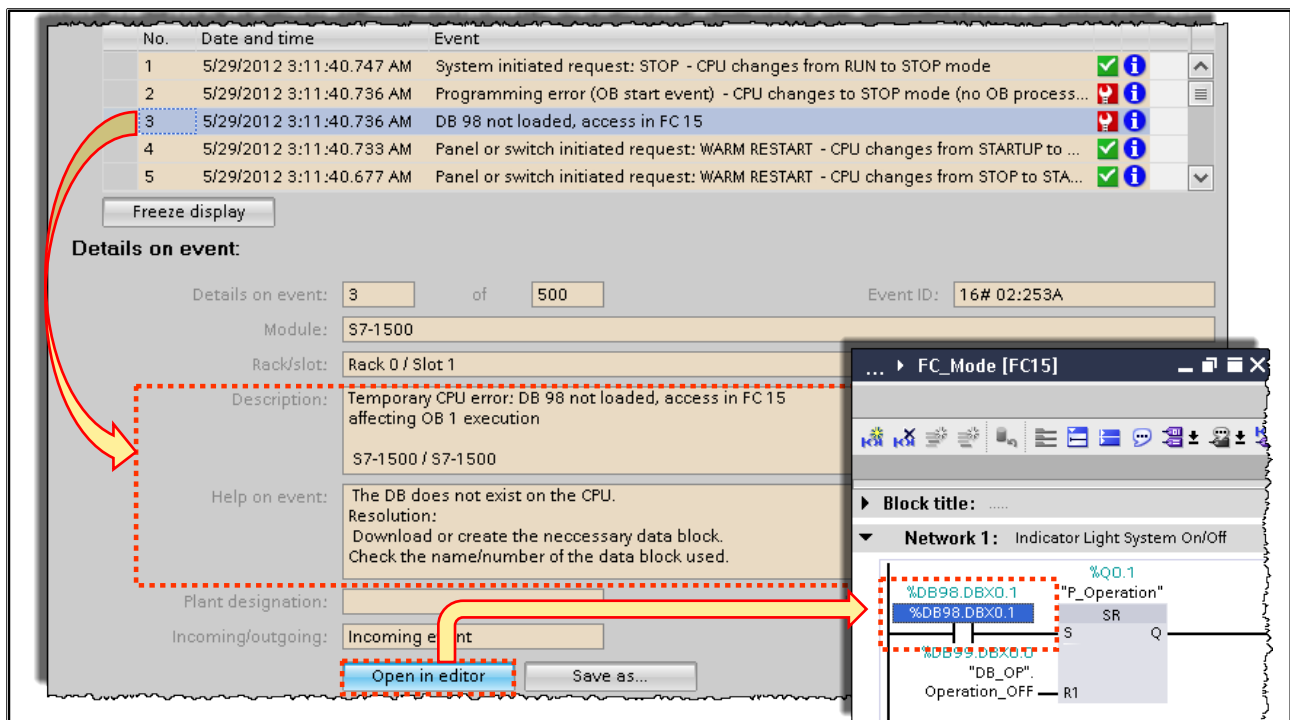 No. Date and time Event
1 5/29/2012 3:11:40.747 AM System initiated request: STOP - CPU changes from RUN to STOP mode
2 5/29/2012 3:11:40.736 AM Programming error (OB start event) - CPU changes to STOP mode (no OB process...
3 5/29/2012 3:11:40.736 AM DB 98 not loaded, access in FC 15
4 5/29/2012 3:11:40.733 AM Panel or switch initiated request: WARM RESTART - CPU changes from STARTUP to ...
5 5/29/2012 3:11:40.677 AM Panel or switch initiated request: WARM RESTART - CPU changes from STOP to STA...
Freeze display
Details on event:
Details on event: 3 of 500 Event ID: 16# 02:253A
Module: S7-1500
Rack/slot: Rack 0 / Slot 1
Description: Temporary CPU error: DB 98 not loaded, access in FC 15
affecting OB 1 execution
S7-1500 / S7-1500
Help on event: The DB does not exist on the CPU.
Resolution:
Download or create the neccessary data block.
Check the name/number of the data block used.
Plant designation:
Incoming/outgoing: Incoming event
Open in editor Save as...
... FC_Mode [FC15]
Block title: .....
Network 1: Indicator Light System On/Off
%Q0.1
%DB98.DBX0.1 "P_Operation"
%DB98.DBX0.1 SR
S Q
%DB99.DBX0.0
"DB_OP".
Operation_OFF R1